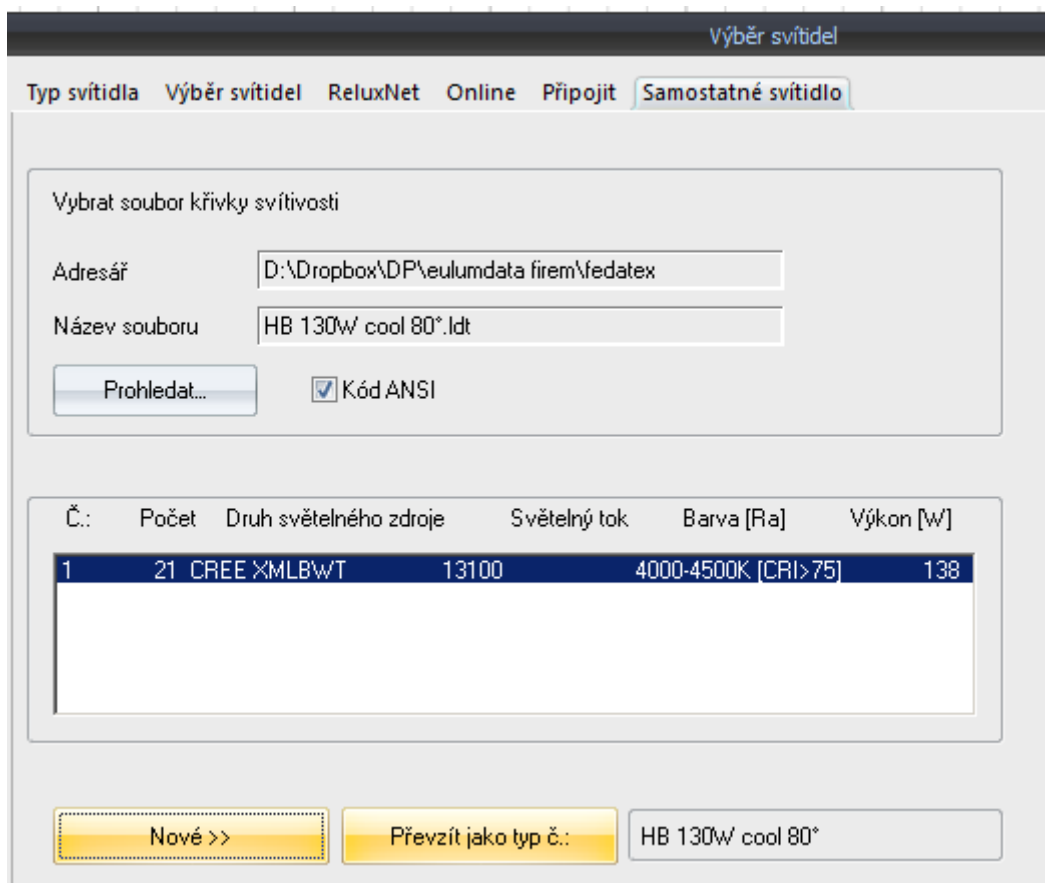 Výběr svítidel
Typ svítidla Výběr svítidel ReluxNet Online Připojit Samostatné svítidlo
Vybrat soubor křivky svítivosti
Adresář D:\Dropbox\DP\eulumdata firem\fedatex
Název souboru HB 130W cool 80°.ldt
Prohledat... Kód ANSI
Č.: Počet Druh světelného zdroje Světelný tok Barva [Ra] Výkon [W]
1 21 CREE XMLBWT 13100 4000-4500K [CRI>75] 138
Nové >> Převzít jako typ č.: HB 130W cool 80°